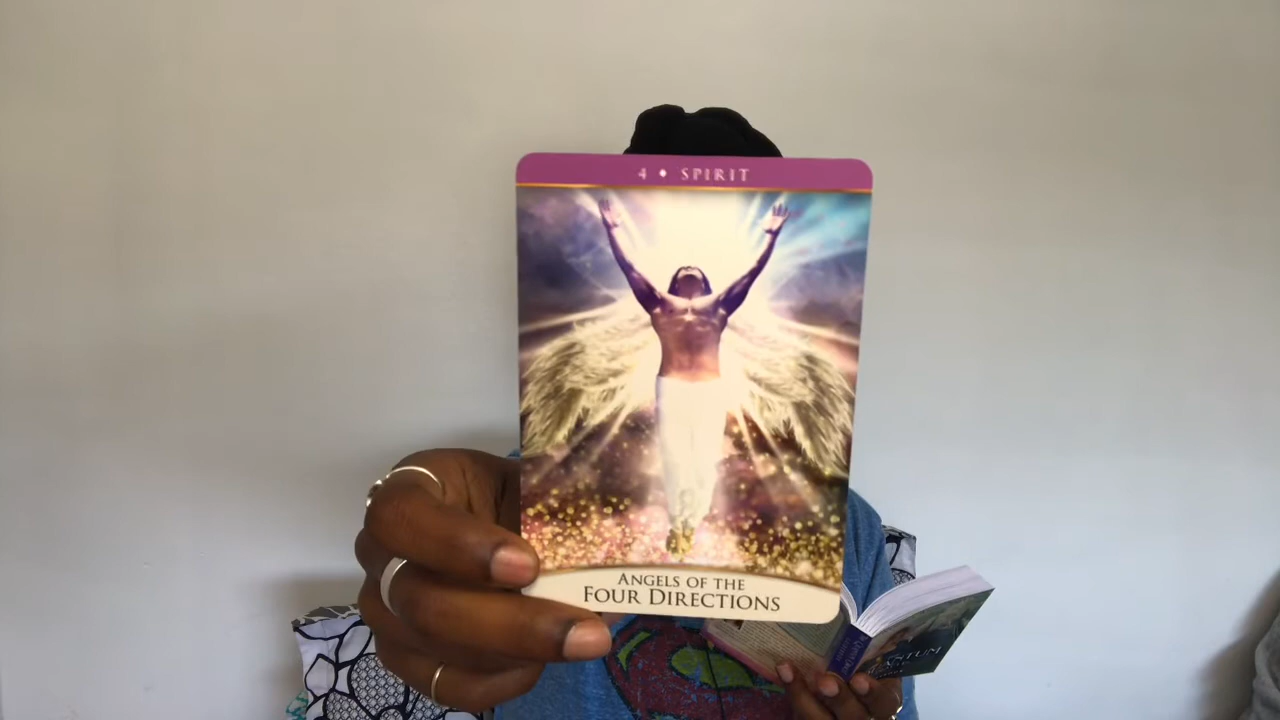 4 • SPIRIT
ANGELS OF THE
FOUR DIRECTIONS